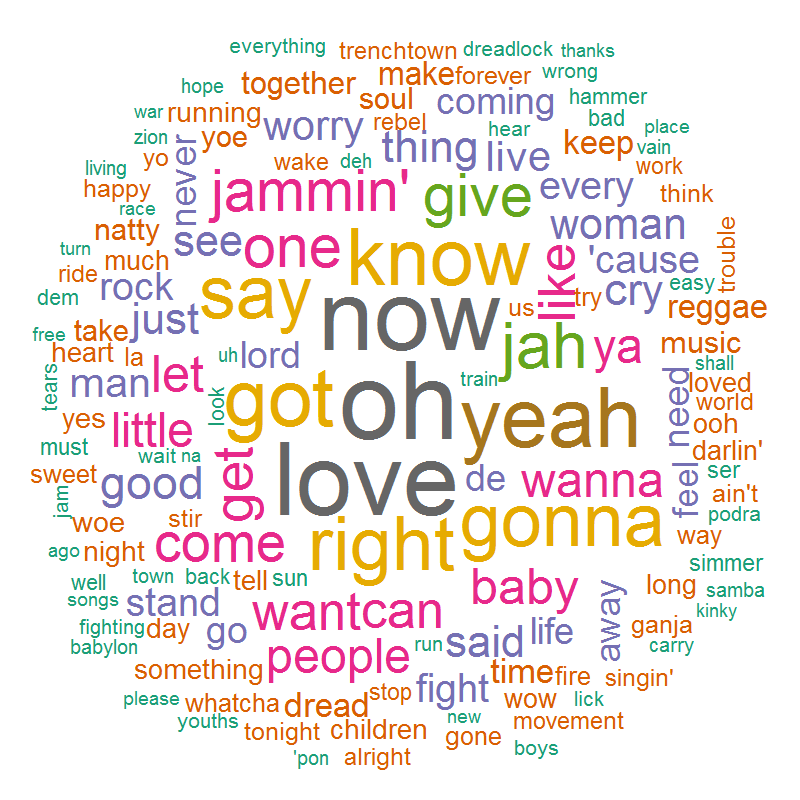 everything trenchtown dreadlock thanks
hope together make forever wrong
war running soul coming hammer
zion yoe worry rebel hear bad place
never thing live keep vain
living yo wake deh work
happy jammin' give every think
race
natty see one know woman trouble
turn much 'cause
ride rock say like try cry easy
dem us reggae
free take just now jah ya music
heart la uh lord shall
tears man let look got oh train need loved
world
yes little yeah ooh
must wait na darlin'
sweet good get love de wanna feel ser
jam ain't
woe stir right gonna podra
ago night come way
well town back tell sun baby long simmer
songs samba
stand want can away kinky
fighting day go said life ganja
babylon people run carry
something time fire singin'
please whatcha dread stop fight wow lick
youths new movement
tonight children gone
'pon alright boys